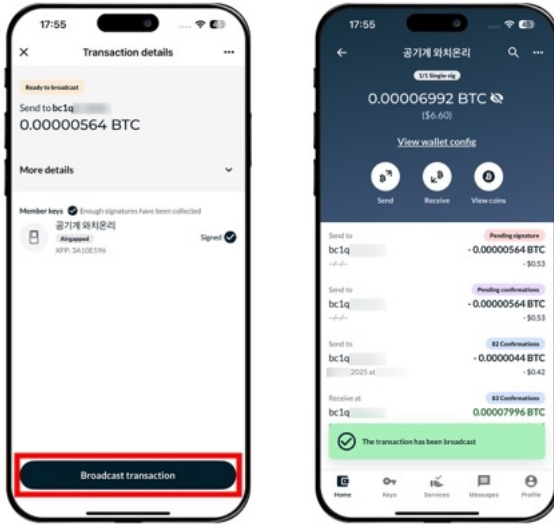 17:55
Transaction details
Ready to broadcast
Send to bc1q
0.00000564 BTC
More details
Member keys Enough signatures have been collected
공기계 와치온리
Airgapped
Signed
XFP: 3A10E596
Broadcast transaction
17:55
공기계 와치온리
1/1 Single-sig
0.00006992 BTC
($6.60)
View wallet config
Send Receive View coins
Send to Pending signature
bc1q - 0.00000564 BTC
--/--/-- - $0.53
Send to Pending confirmations
bc1q - 0.00000564 BTC
--/--/-- - $0.53
Send to 82 Confirmations
bc1q - 0.0000044 BTC
2025 at - $0.42
Receive at 83 Confirmations
bc1q 0.00007996 BTC
The transaction has been broadcast
Home Keys Services Messages Profile